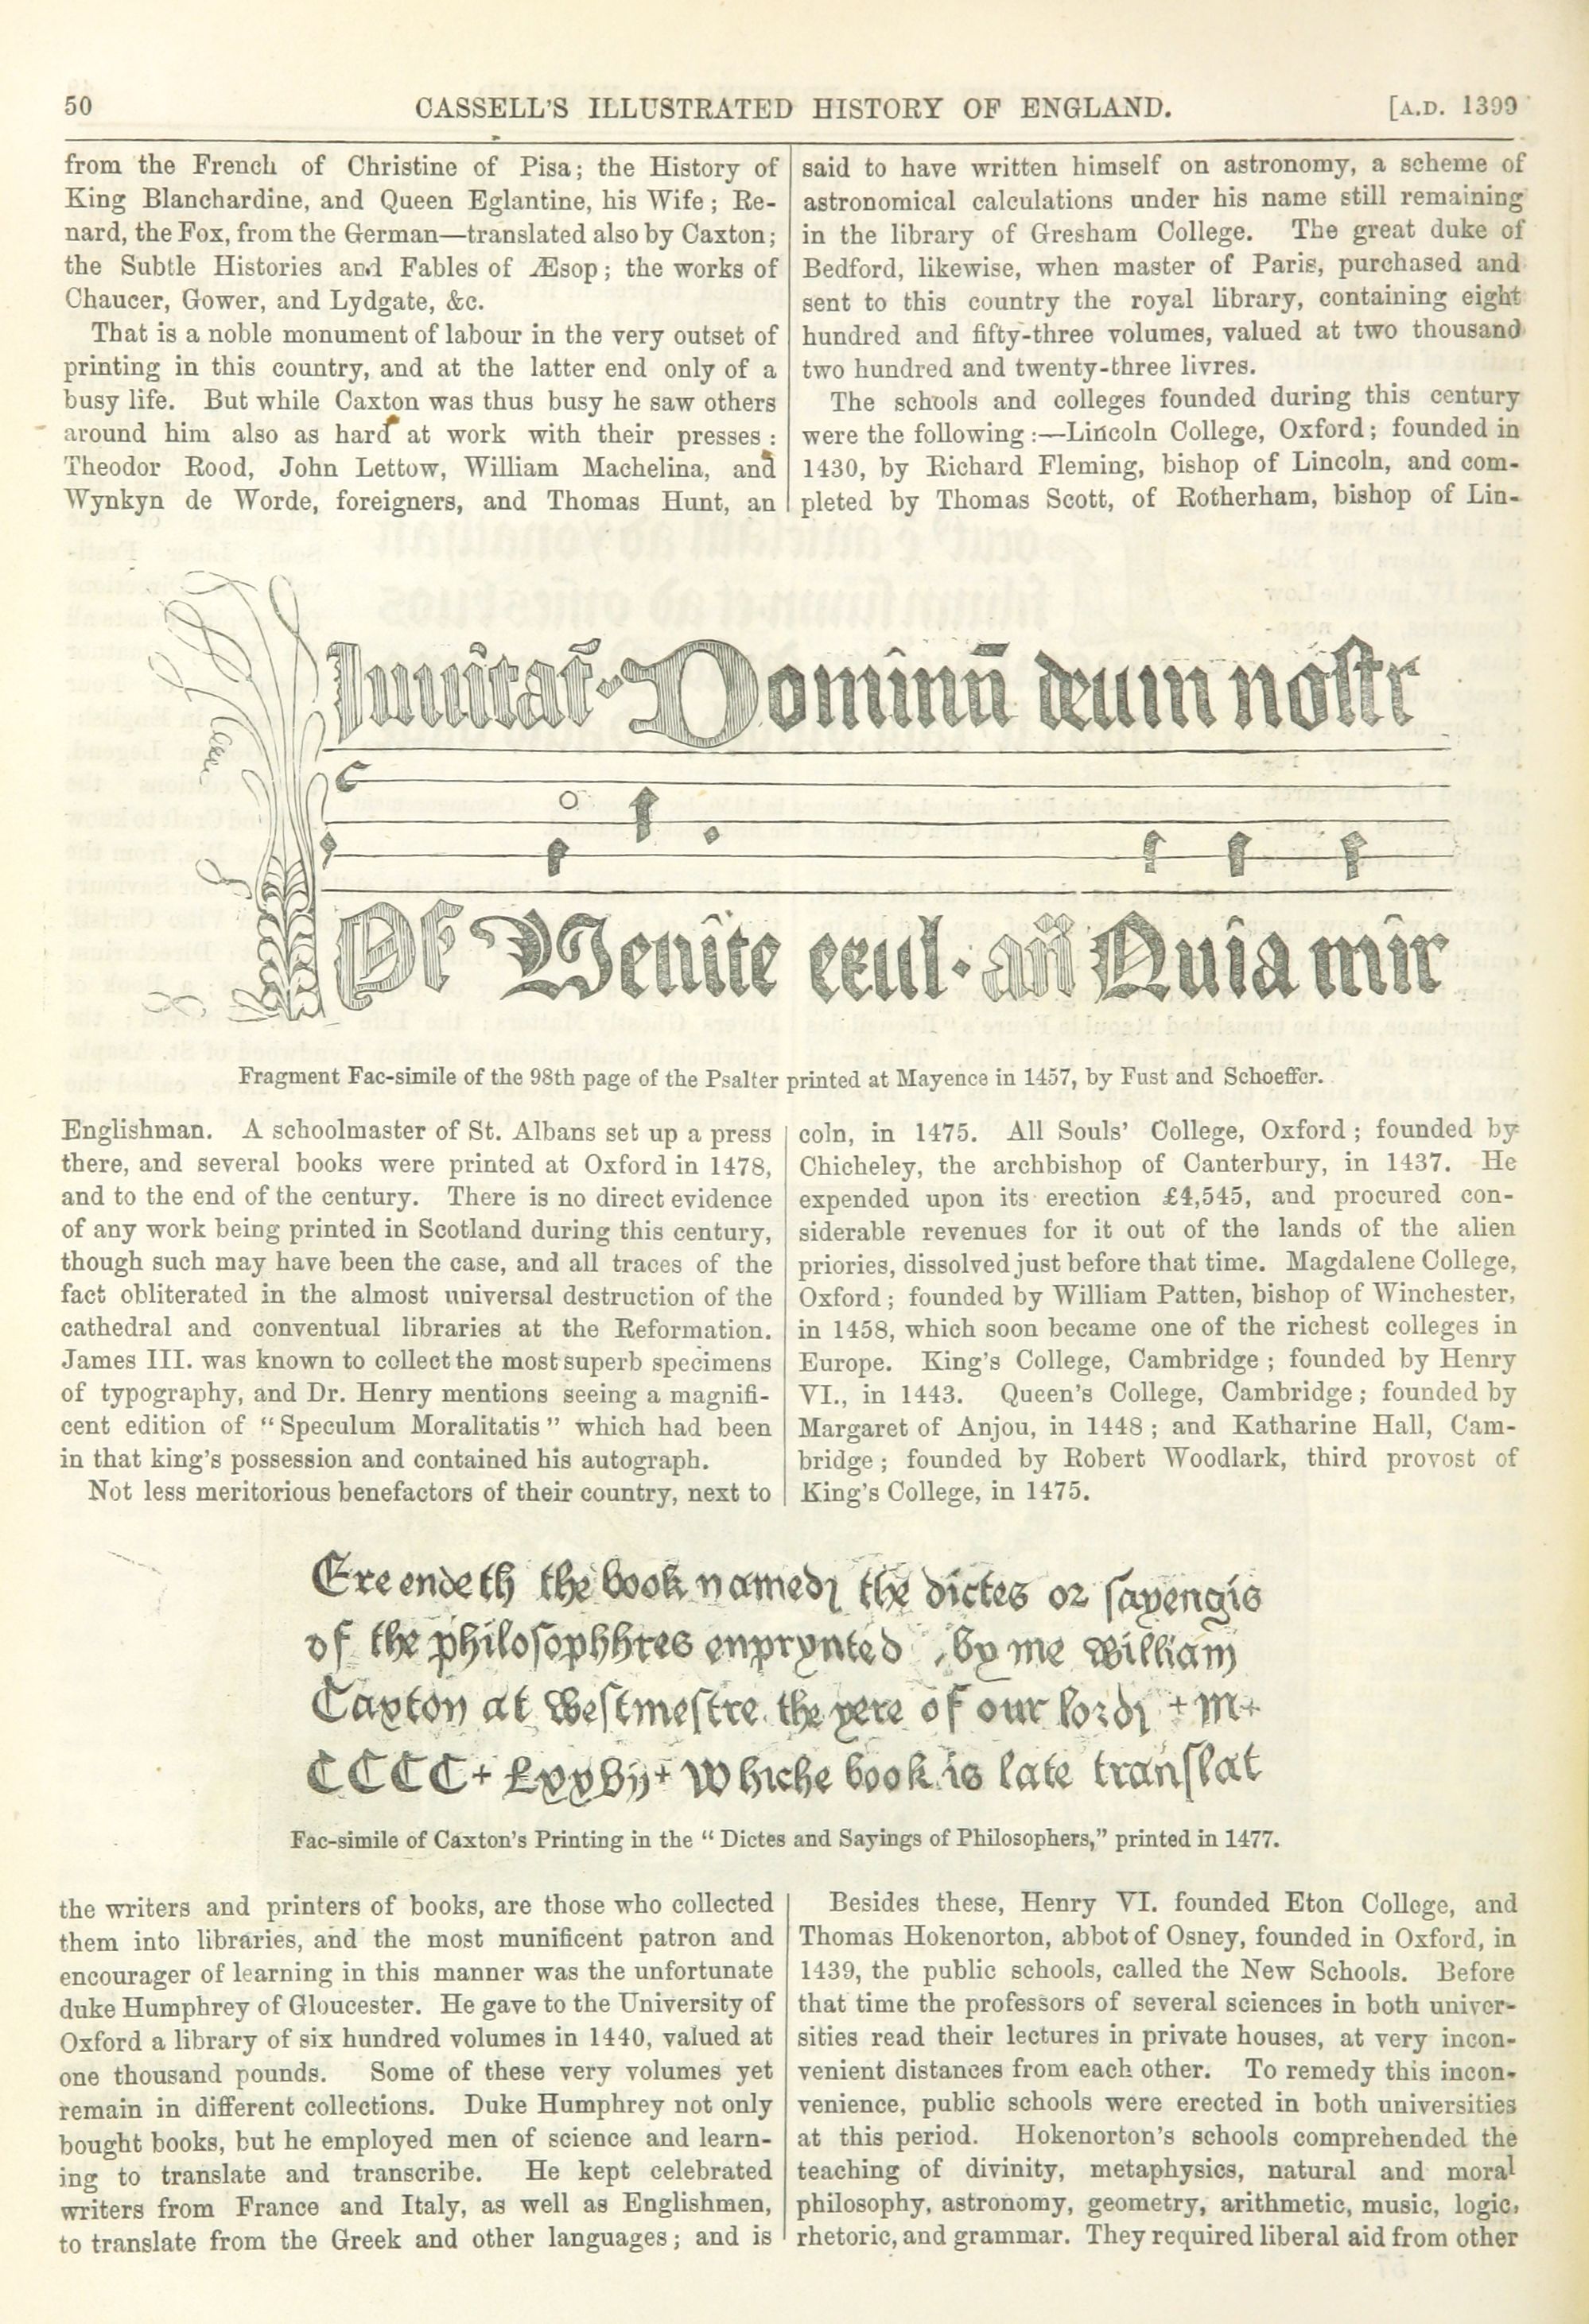 50
CASSELL'S ILLUSTRATED HISTORY OF ENGLAND.
[A.D. 1399
from the French of Christine of Pisa; the History of
King Blanchardine, and Queen Eglantine, his Wife; Re-
nard, the Fox, from the German—translated also by Caxton;
the Subtle Histories and Fables of Æsop; the works of
Chaucer, Gower, and Lydgate, &c.
That is a noble monument of labour in the very outset of
printing in this country, and at the latter end only of a
busy life. But while Caxton was thus busy he saw others
around him also as hard at work with their presses:
Theodor Rood, John Lettow, William Machelina, and
Wynkyn de Worde, foreigners, and Thomas Hunt, an
Inuitat̄. Dominū deum nostr
Ps Venite exul. an̄ Quia mir
Fragment Fac-simile of the 98th page of the Psalter printed at Mayence in 1457, by Fust and Schoeffer.
Englishman. A schoolmaster of St. Albans set up a press
there, and several books were printed at Oxford in 1478,
and to the end of the century. There is no direct evidence
of any work being printed in Scotland during this century,
though such may have been the case, and all traces of the
fact obliterated in the almost universal destruction of the
cathedral and conventual libraries at the Reformation.
James III. was known to collect the most superb specimens
of typography, and Dr. Henry mentions seeing a magnifi-
cent edition of "Speculum Moralitatis" which had been
in that king's possession and contained his autograph.
Not less meritorious benefactors of their country, next to
Ere endeth the book named the dictes or sayengis
of the philosophhres enprynted , by me william
Caxton at westmestre the yere of our lord + M +
CCCC + Lxxvij + Whiche book is late translat
Fac-simile of Caxton's Printing in the "Dictes and Sayings of Philosophers," printed in 1477.
the writers and printers of books, are those who collected
them into libraries, and the most munificent patron and
encourager of learning in this manner was the unfortunate
duke Humphrey of Gloucester. He gave to the University of
Oxford a library of six hundred volumes in 1440, valued at
one thousand pounds. Some of these very volumes yet
remain in different collections. Duke Humphrey not only
bought books, but he employed men of science and learn-
ing to translate and transcribe. He kept celebrated
writers from France and Italy, as well as Englishmen,
to translate from the Greek and other languages; and is
said to have written himself on astronomy, a scheme of
astronomical calculations under his name still remaining
in the library of Gresham College. The great duke of
Bedford, likewise, when master of Paris, purchased and
sent to this country the royal library, containing eight
hundred and fifty-three volumes, valued at two thousand
two hundred and twenty-three livres.
The schools and colleges founded during this century
were the following:—Lincoln College, Oxford; founded in
1430, by Richard Fleming, bishop of Lincoln, and com-
pleted by Thomas Scott, of Rotherham, bishop of Lin-
coln, in 1475. All Souls' College, Oxford; founded by
Chicheley, the archbishop of Canterbury, in 1437. He
expended upon its erection £4,545, and procured con-
siderable revenues for it out of the lands of the alien
priories, dissolved just before that time. Magdalene College,
Oxford; founded by William Patten, bishop of Winchester,
in 1458, which soon became one of the richest colleges in
Europe. King's College, Cambridge; founded by Henry
VI., in 1443. Queen's College, Cambridge; founded by
Margaret of Anjou, in 1448; and Katharine Hall, Cam-
bridge; founded by Robert Woodlark, third provost of
King's College, in 1475.
Besides these, Henry VI. founded Eton College, and
Thomas Hokenorton, abbot of Osney, founded in Oxford, in
1439, the public schools, called the New Schools. Before
that time the professors of several sciences in both univer-
sities read their lectures in private houses, at very incon-
venient distances from each other. To remedy this incon-
venience, public schools were erected in both universities
at this period. Hokenorton's schools comprehended the
teaching of divinity, metaphysics, natural and moral
philosophy, astronomy, geometry, arithmetic, music, logic,
rhetoric, and grammar. They required liberal aid from other